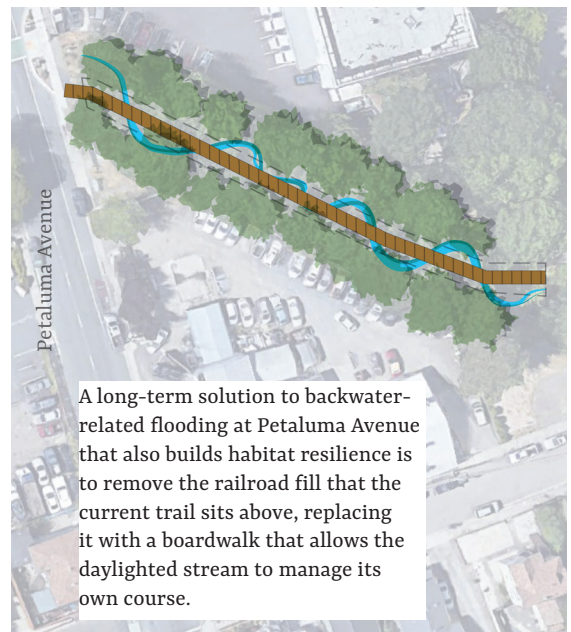 Petaluma Avenue
A long-term solution to backwater-
related flooding at Petaluma Avenue
that also builds habitat resilience is
to remove the railroad fill that the
current trail sits above, replacing
it with a boardwalk that allows the
daylighted stream to manage its
own course.